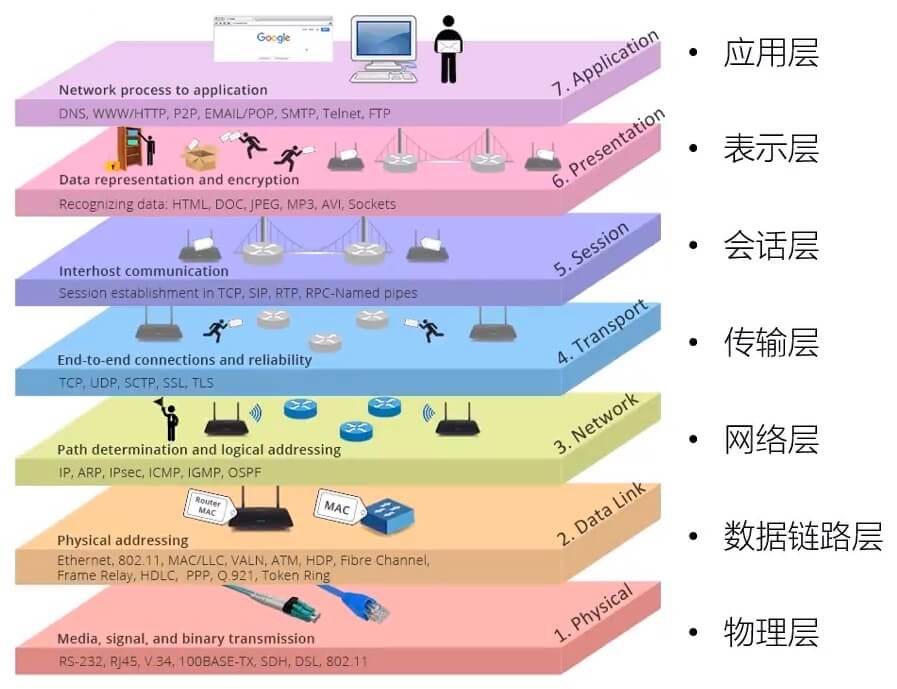 Google
7. Application
Network process to application
DNS, WWW/HTTP, P2P, EMAIL/POP, SMTP, Telnet, FTP
应用层
6. Presentation
Data representation and encryption
Recognizing data: HTML, DOC, JPEG, MP3, AVI, Sockets
表示层
5. Session
Interhost communication
Session establishment in TCP, SIP, RTP, RPC-Named pipes
会话层
4. Transport
End-to-end connections and reliability
TCP, UDP, SCTP, SSL, TLS
传输层
3. Network
Path determination and logical addressing
IP, ARP, IPsec, ICMP, IGMP, OSPF
网络层
Router
MAC
MAC
2. Data Link
Physical addressing
Ethernet, 802.11, MAC/LLC, VALN, ATM, HDP, Fibre Channel,
Frame Relay, HDLC, PPP, Q.921, Token Ring
数据链路层
1. Physical
Media, signal, and binary transmission
RS-232, RJ45, V.34, 100BASE-TX, SDH, DSL, 802.11
物理层